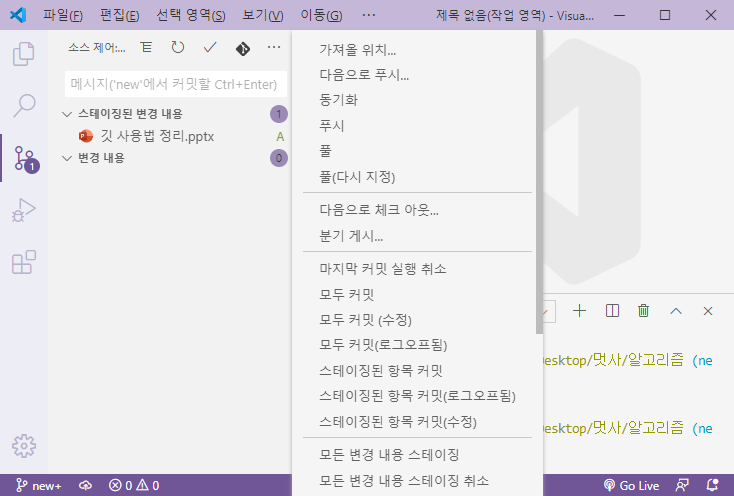 파일(F) 편집(E) 선택 영역(S) 보기(V) 이동(G) ··· 제목 없음(작업 영역) - Visua...
소스 제어:...
메시지('new'에서 커밋할 Ctrl+Enter)
스테이징된 변경 내용 1
깃 사용법 정리.pptx A
변경 내용 0
1
가져올 위치...
다음으로 푸시...
동기화
푸시
풀
풀(다시 지정)
다음으로 체크 아웃...
분기 게시...
마지막 커밋 실행 취소
모두 커밋
모두 커밋 (수정)
모두 커밋(로그오프됨)
스테이징된 항목 커밋
스테이징된 항목 커밋(로그오프됨)
스테이징된 항목 커밋(수정)
모든 변경 내용 스테이징
모든 변경 내용 스테이징 취소
Desktop/멋사/알고리즘 (ne
Desktop/멋사/알고리즘 (ne
new+ 0 0 Go Live